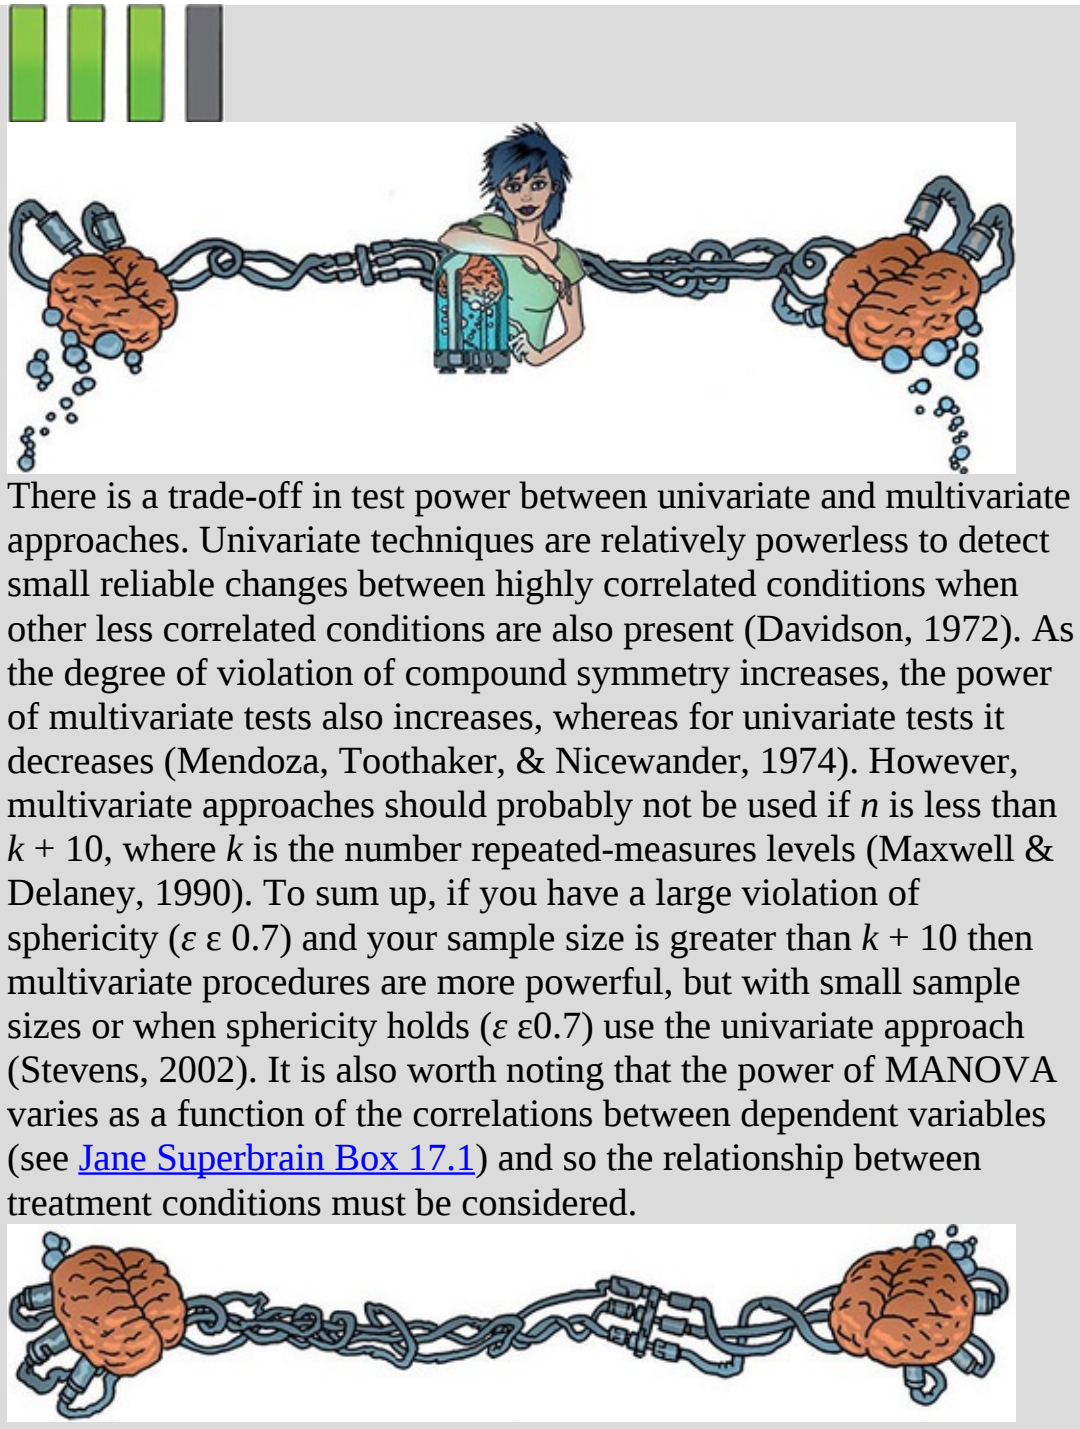 There is a trade-off in test power between univariate and multivariate
approaches. Univariate techniques are relatively powerless to detect
small reliable changes between highly correlated conditions when
other less correlated conditions are also present (Davidson, 1972). As
the degree of violation of compound symmetry increases, the power
of multivariate tests also increases, whereas for univariate tests it
decreases (Mendoza, Toothaker, & Nicewander, 1974). However,
multivariate approaches should probably not be used if n is less than
k + 10, where k is the number repeated-measures levels (Maxwell &
Delaney, 1990). To sum up, if you have a large violation of
sphericity (ε ε 0.7) and your sample size is greater than k + 10 then
multivariate procedures are more powerful, but with small sample
sizes or when sphericity holds (ε ε0.7) use the univariate approach
(Stevens, 2002). It is also worth noting that the power of MANOVA
varies as a function of the correlations between dependent variables
(see Jane Superbrain Box 17.1) and so the relationship between
treatment conditions must be considered.